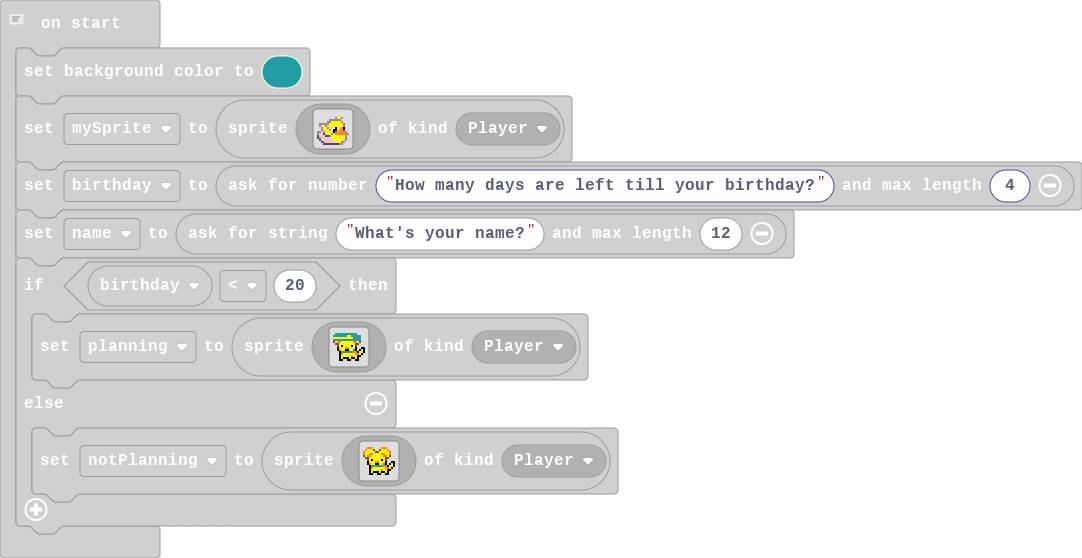 on start
set background color to
set mySprite to sprite of kind Player
set birthday to ask for number "How many days are left till your birthday?" and max length 4
set name to ask for string "What's your name?" and max length 12
if birthday < 20 then
set planning to sprite of kind Player
else
set notPlanning to sprite of kind Player